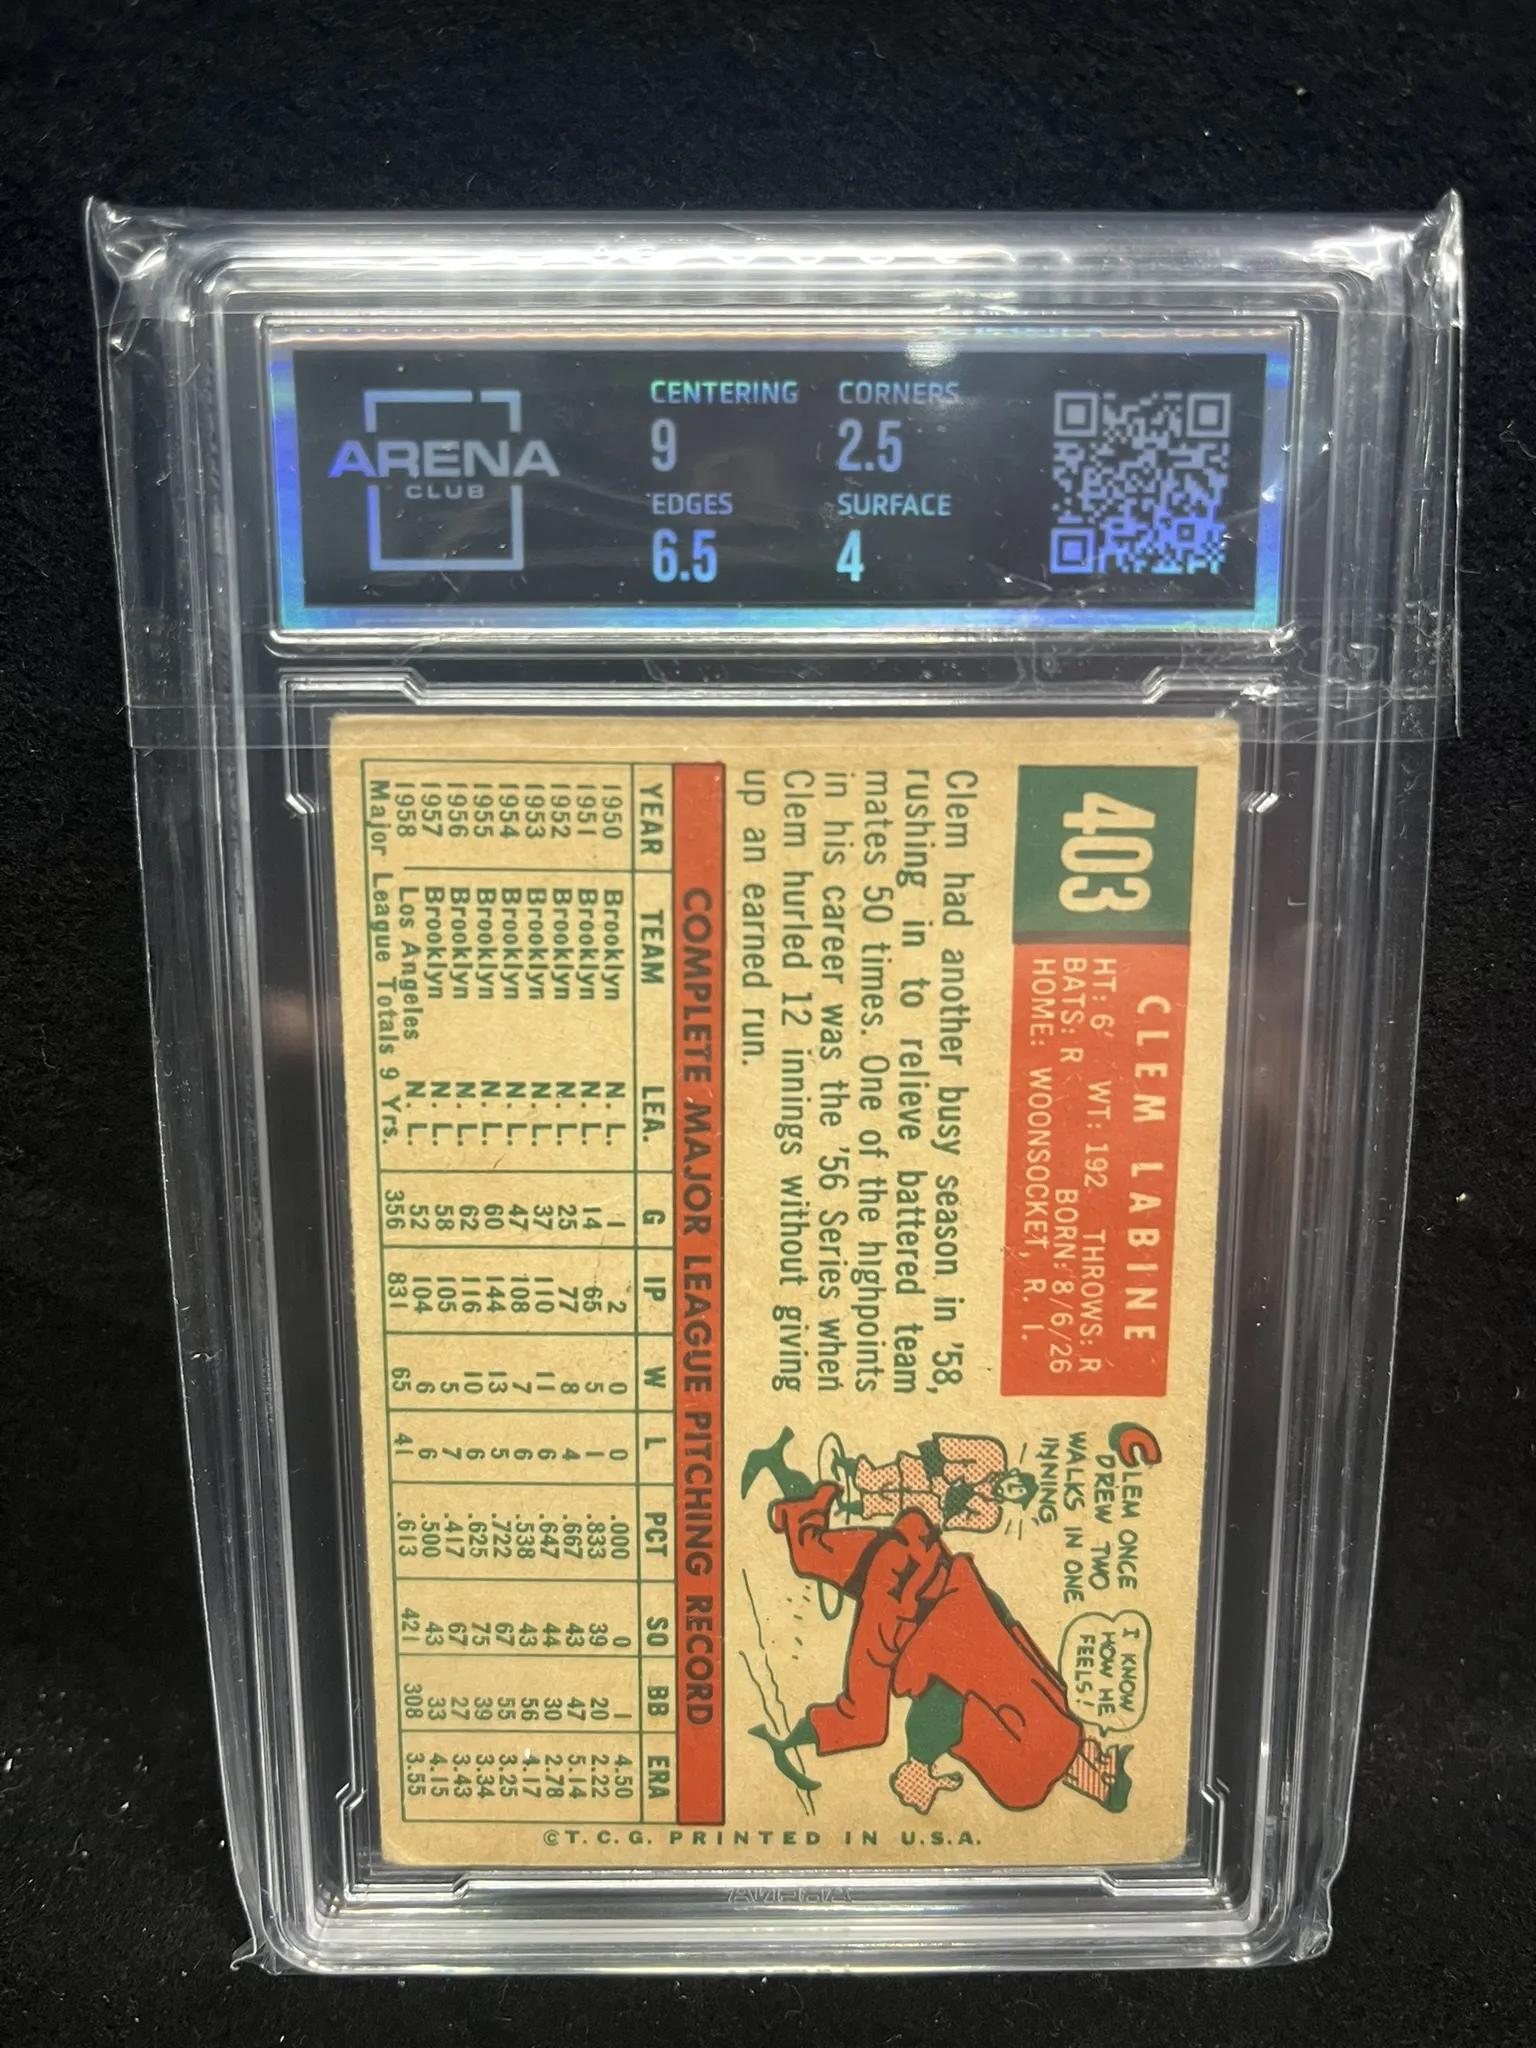 ARENA
CLUB
CENTERING
9
CORNERS
2.5
EDGES
6.5
SURFACE
4
403
CLEM LABINE
HT: 6' WT: 192 THROWS: R
BATS: R BORN: 8/6/26
HOME: WOONSOCKET, R. I.
Clem had another busy season in '58,
rushing in to relieve battered team
mates 50 times. One of the highpoints
in his career was the '56 Series when
Clem hurled 12 innings without giving
up an earned run.
CLEM ONCE
DREW TWO
WALKS IN ONE
INNING
I KNOW
HOW HE
FEELS!
COMPLETE MAJOR LEAGUE PITCHING RECORD
YEAR TEAM LEA. G IP W L PCT SO BB ERA
1950 Brooklyn N. L. 1 2 0 0 .000 0 1 4.50
1951 Brooklyn N. L. 14 65 5 1 .833 39 20 2.22
1952 Brooklyn N. L. 25 77 8 4 .667 43 47 5.14
1953 Brooklyn N. L. 37 110 11 6 .647 44 30 2.78
1954 Brooklyn N. L. 47 108 7 6 .538 43 56 4.17
1955 Brooklyn N. L. 60 144 13 5 .722 67 55 3.25
1956 Brooklyn N. L. 62 116 10 6 .625 75 39 3.34
1957 Brooklyn N. L. 58 105 5 7 .417 67 27 3.43
1958 Los Angeles N. L. 52 104 6 6 .500 43 33 4.15
Major League Totals 9 Yrs. 356 831 65 41 .613 421 308 3.55
©T. C. G. PRINTED IN U.S.A.
ARENA